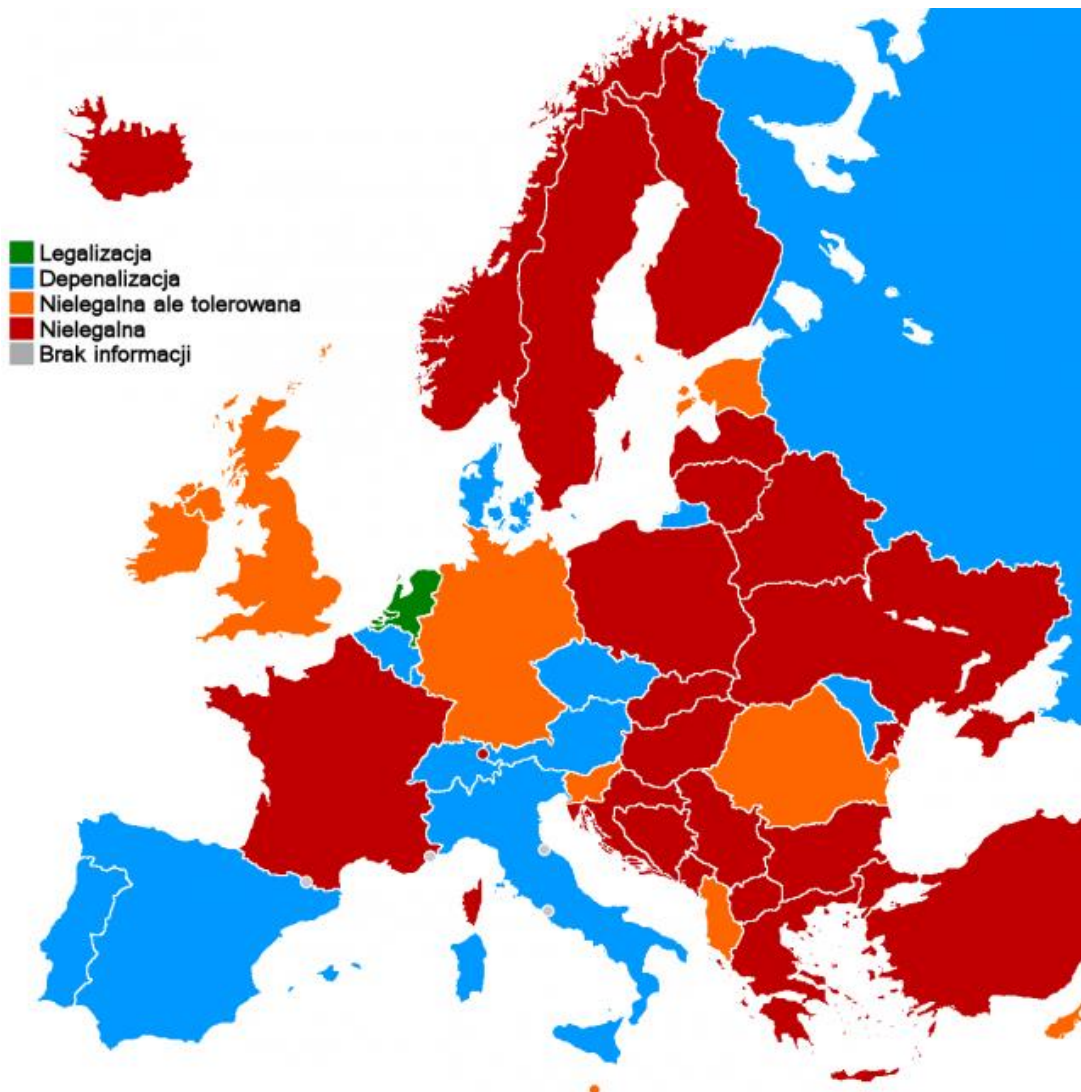 Legalizacja
Depenalizacja
Nielegalna ale tolerowana
Nielegalna
Brak informacji